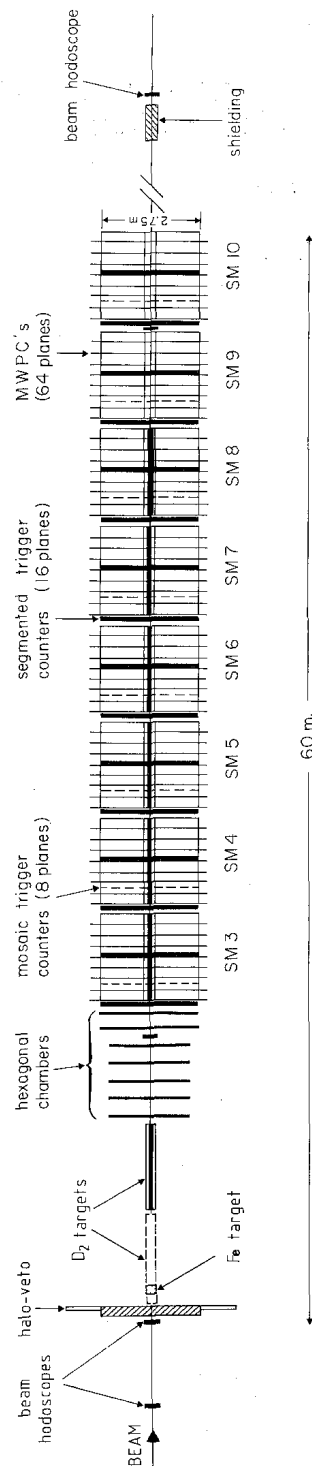 BEAM
beam
hodoscopes
halo-veto
D₂ targets
Fe target
hexagonal
chambers
mosaic trigger
counters (8 planes)
segmented trigger
counters (16 planes)
MWPC's
(64 planes)
2.75m
beam hodoscope
shielding
SM 3
SM 4
SM 5
SM 6
SM 7
SM 8
SM 9
SM 10
60 m.